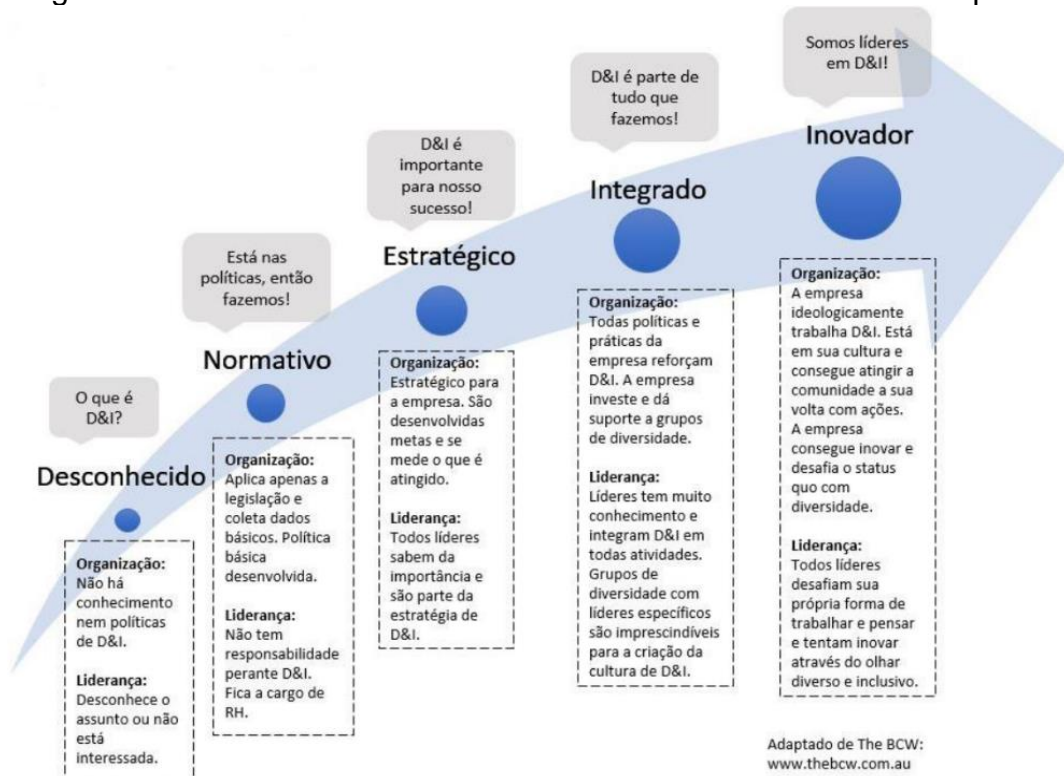 O que é
D&I?
Desconhecido
Organização:
Não há
conhecimento
nem políticas
de D&I.
Liderança:
Desconhece o
assunto ou não
está
interessada.
Está nas
políticas, então
fazemos!
Normativo
Organização:
Aplica apenas a
legislação e
coleta dados
básicos. Política
básica
desenvolvida.
Liderança:
Não tem
responsabilidade
perante D&I.
Fica a cargo de
RH.
D&I é
importante
para nosso
sucesso!
Estratégico
Organização:
Estratégico para
a empresa. São
desenvolvidas
metas e se
mede o que é
atingido.
Liderança:
Todos líderes
sabem da
importância e
são parte da
estratégia de
D&I.
D&I é parte de
tudo que
fazemos!
Integrado
Organização:
Todas políticas e
práticas da
empresa reforçam
D&I. A empresa
investe e dá
suporte a grupos
de diversidade.
Liderança:
Líderes tem muito
conhecimento e
integram D&I em
todas atividades.
Grupos de
diversidade com
líderes específicos
são imprescindíveis
para a criação da
cultura de D&I.
Somos líderes
em D&I!
Inovador
Organização:
A empresa
ideologicamente
trabalha D&I. Está
em sua cultura e
consegue atingir a
comunidade a sua
volta com ações.
A empresa
consegue inovar e
desafia o status
quo com
diversidade.
Liderança:
Todos líderes
desafiam sua
própria forma de
trabalhar e pensar
e tentam inovar
através do olhar
diverso e inclusivo.
Adaptado de The BCW:
www.thebcw.com.au